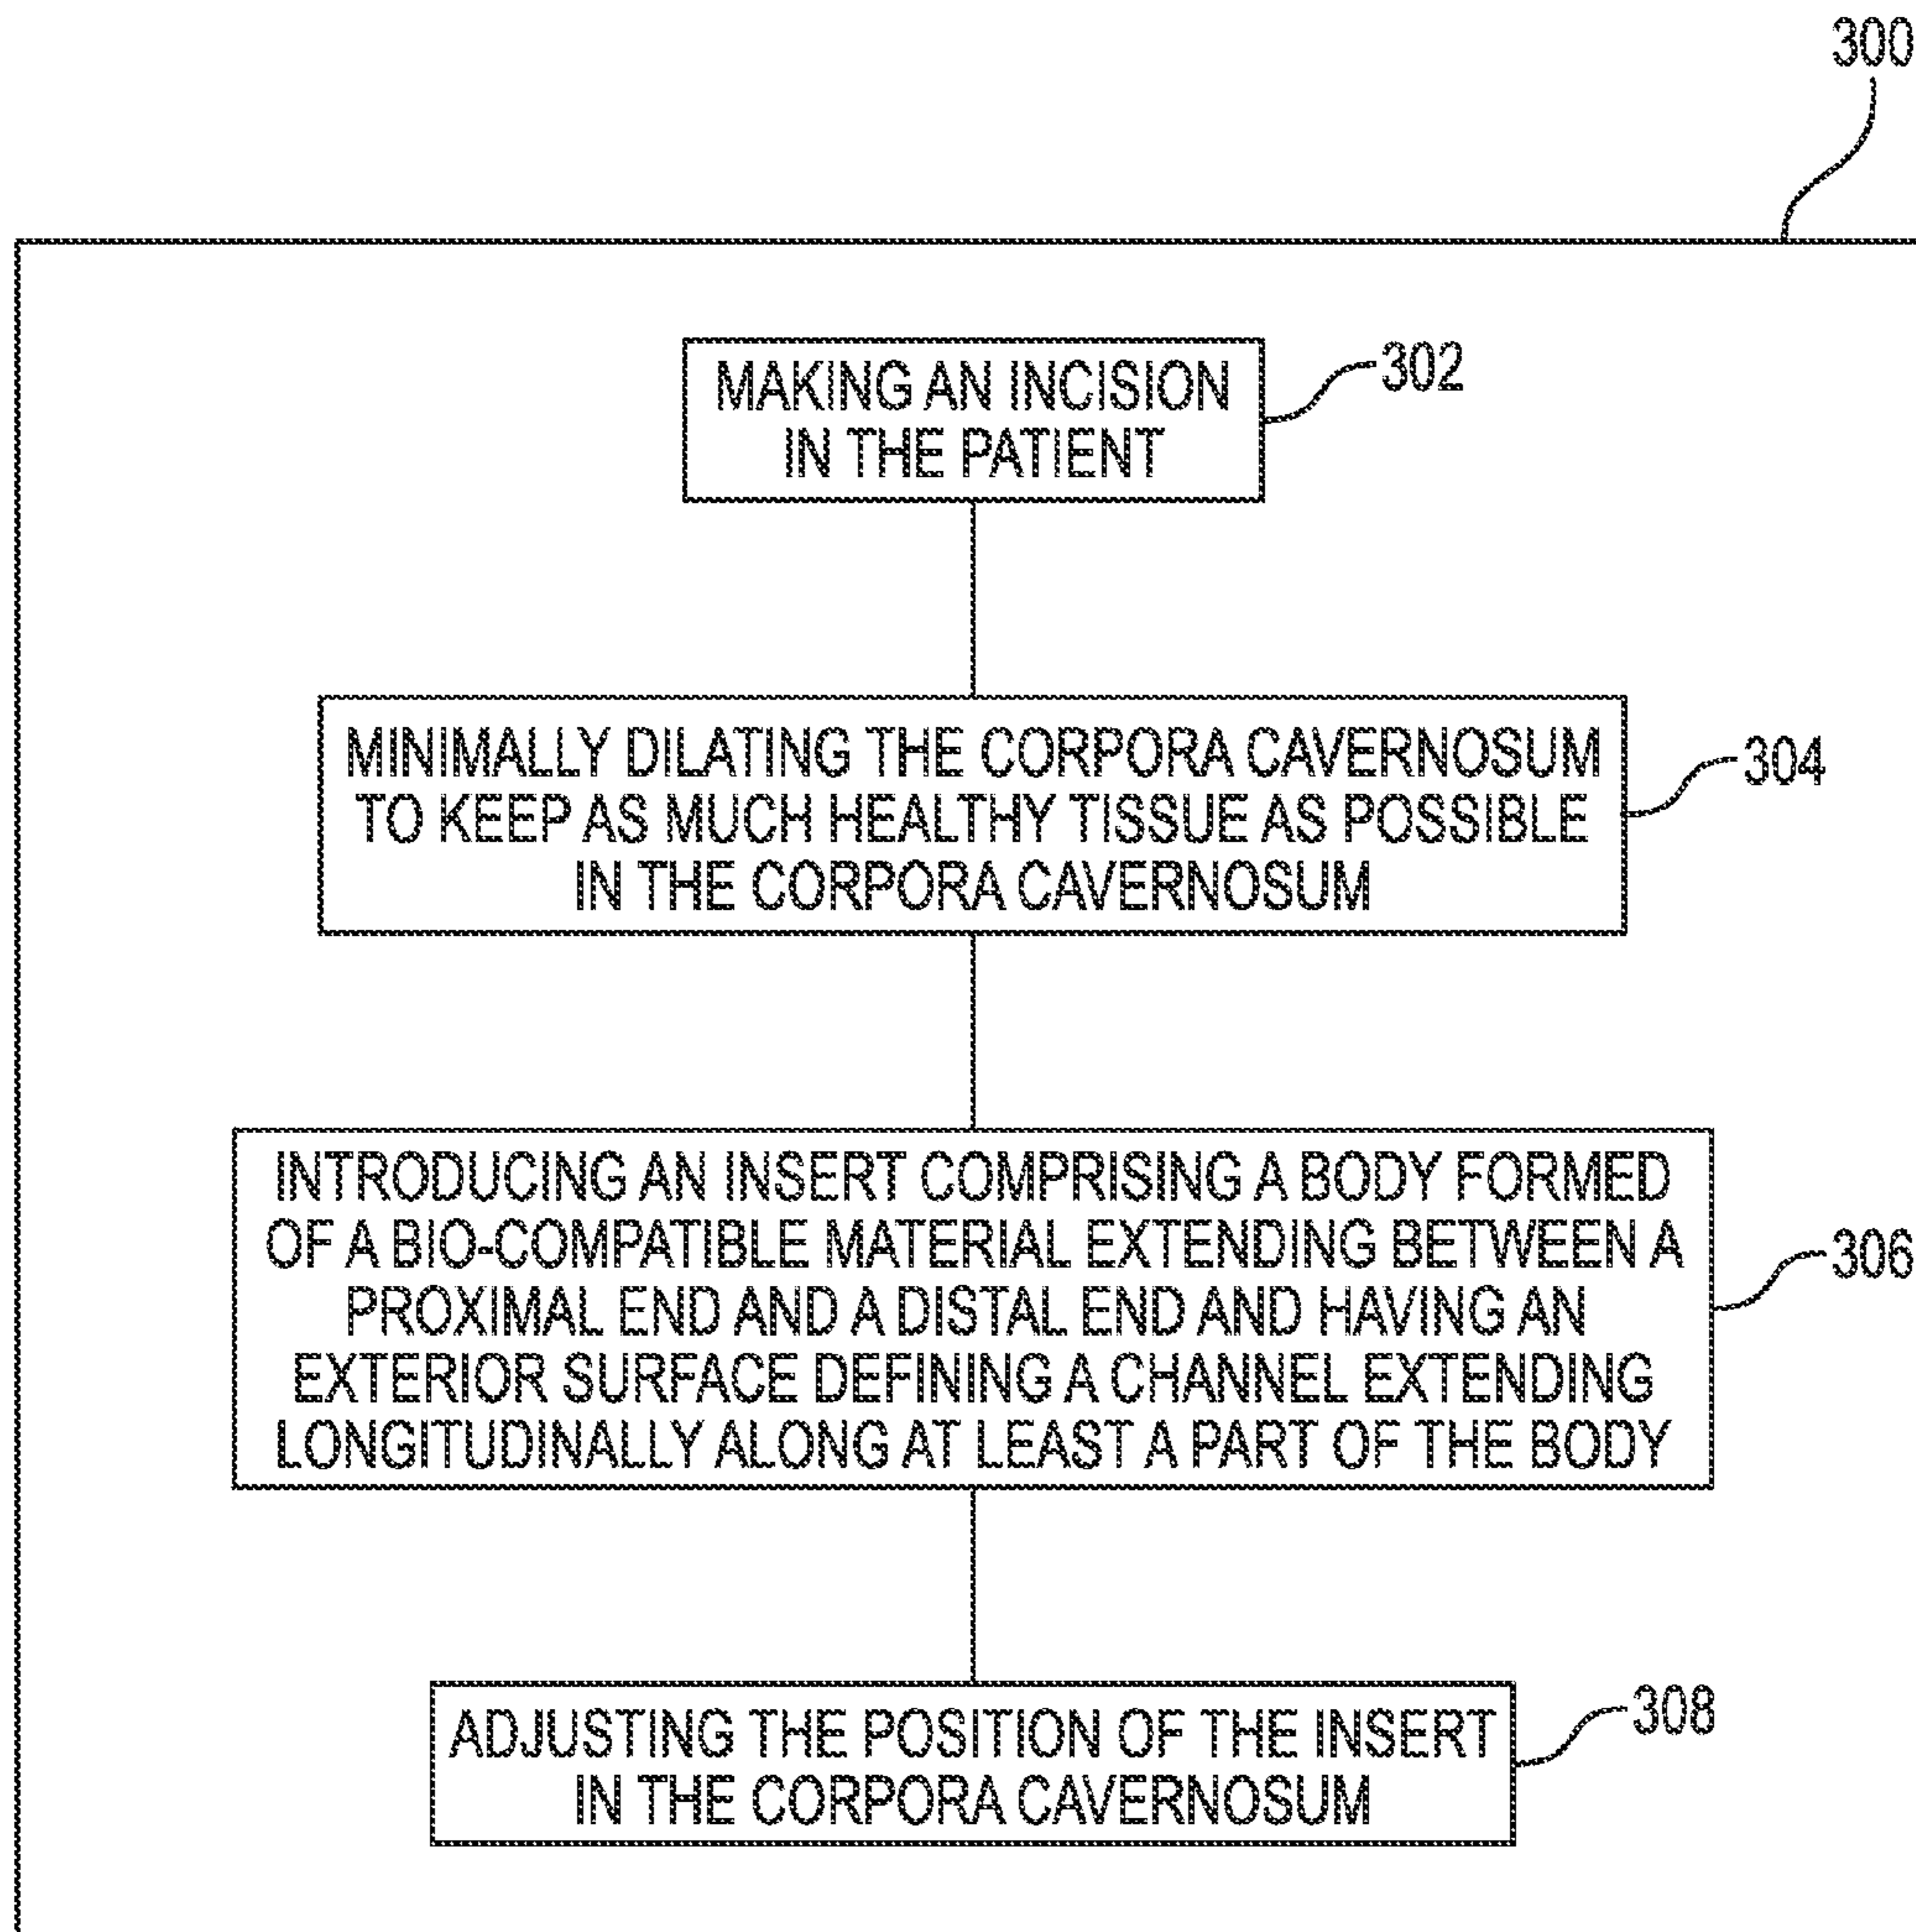 300
MAKING AN INCISION
IN THE PATIENT
302
MINIMALLY DILATING THE CORPORA CAVERNOSUM
TO KEEP AS MUCH HEALTHY TISSUE AS POSSIBLE
IN THE CORPORA CAVERNOSUM
304
INTRODUCING AN INSERT COMPRISING A BODY FORMED
OF A BIO-COMPATIBLE MATERIAL EXTENDING BETWEEN A
PROXIMAL END AND A DISTAL END AND HAVING AN
EXTERIOR SURFACE DEFINING A CHANNEL EXTENDING
LONGITUDINALLY ALONG AT LEAST A PART OF THE BODY
306
ADJUSTING THE POSITION OF THE INSERT
IN THE CORPORA CAVERNOSUM
308